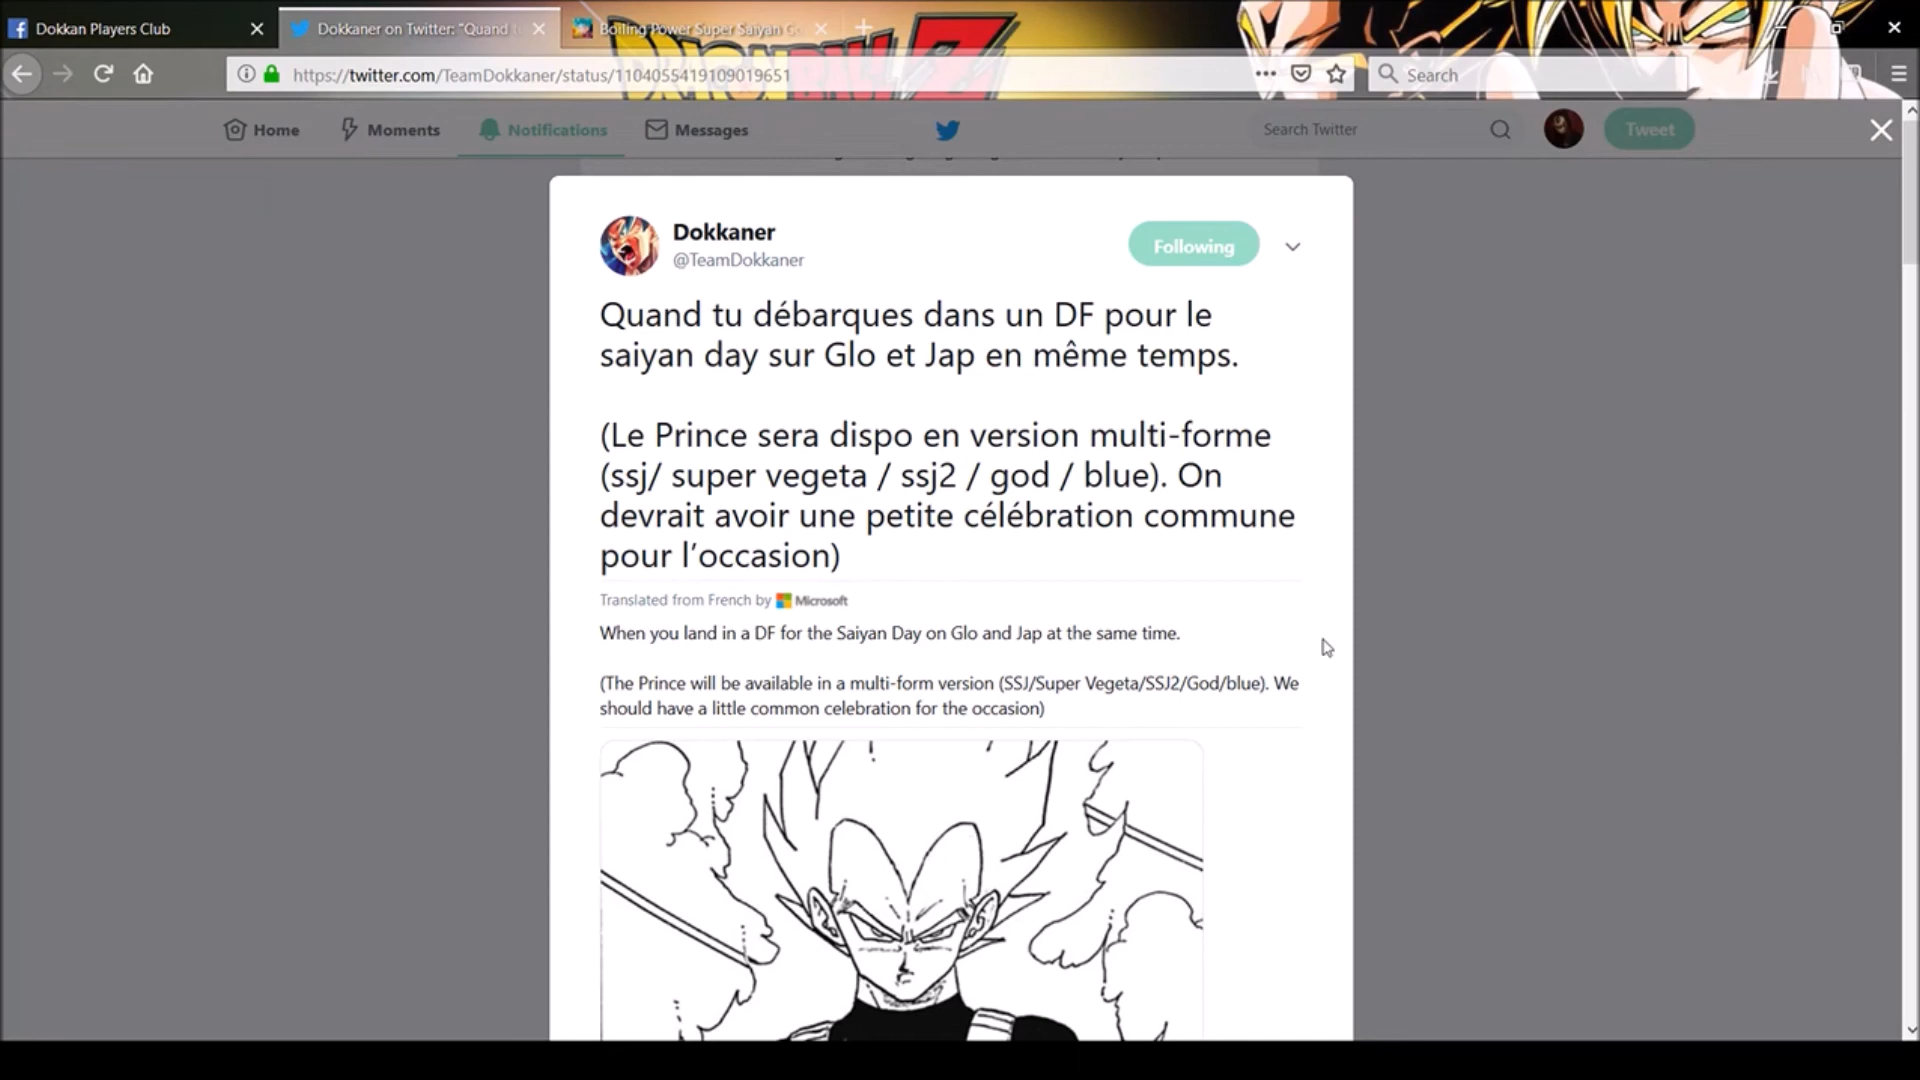 Dokkan Players Club
Dokkaner on Twitter: "Quand t
Boiling Power Super Saiyan Go
https://twitter.com/TeamDokkaner/status/1104055419109019651
Search
Home
Moments
Notifications
Messages
Search Twitter
Tweet
Dokkaner
@TeamDokkaner
Following
Quand tu débarques dans un DF pour le
saiyan day sur Glo et Jap en même temps.
(Le Prince sera dispo en version multi-forme
(ssj/ super vegeta / ssj2 / god / blue). On
devrait avoir une petite célébration commune
pour l’occasion)
Translated from French by Microsoft
When you land in a DF for the Saiyan Day on Glo and Jap at the same time.
(The Prince will be available in a multi-form version (SSJ/Super Vegeta/SSJ2/God/blue). We
should have a little common celebration for the occasion)